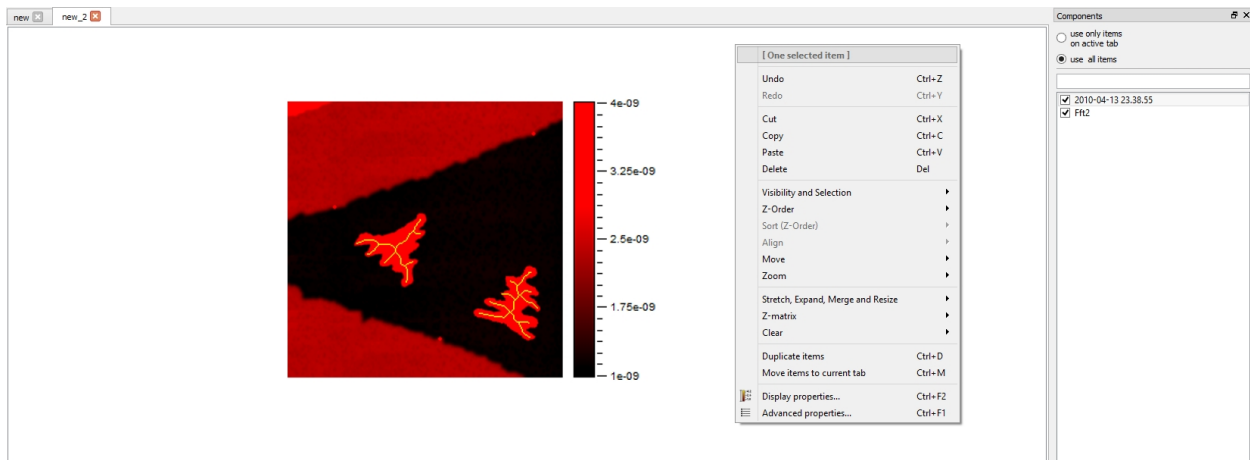 new
new_2
Components
use only items
on active tab
use all items
2010-04-13 23.38.55
Fft2
4e-09
3.25e-09
2.5e-09
1.75e-09
1e-09
[ One selected item ]
Undo Ctrl+Z
Redo Ctrl+Y
Cut Ctrl+X
Copy Ctrl+C
Paste Ctrl+V
Delete Del
Visibility and Selection
Z-Order
Sort (Z-Order)
Align
Move
Zoom
Stretch, Expand, Merge and Resize
Z-matrix
Clear
Duplicate items Ctrl+D
Move items to current tab Ctrl+M
Display properties... Ctrl+F2
Advanced properties... Ctrl+F1